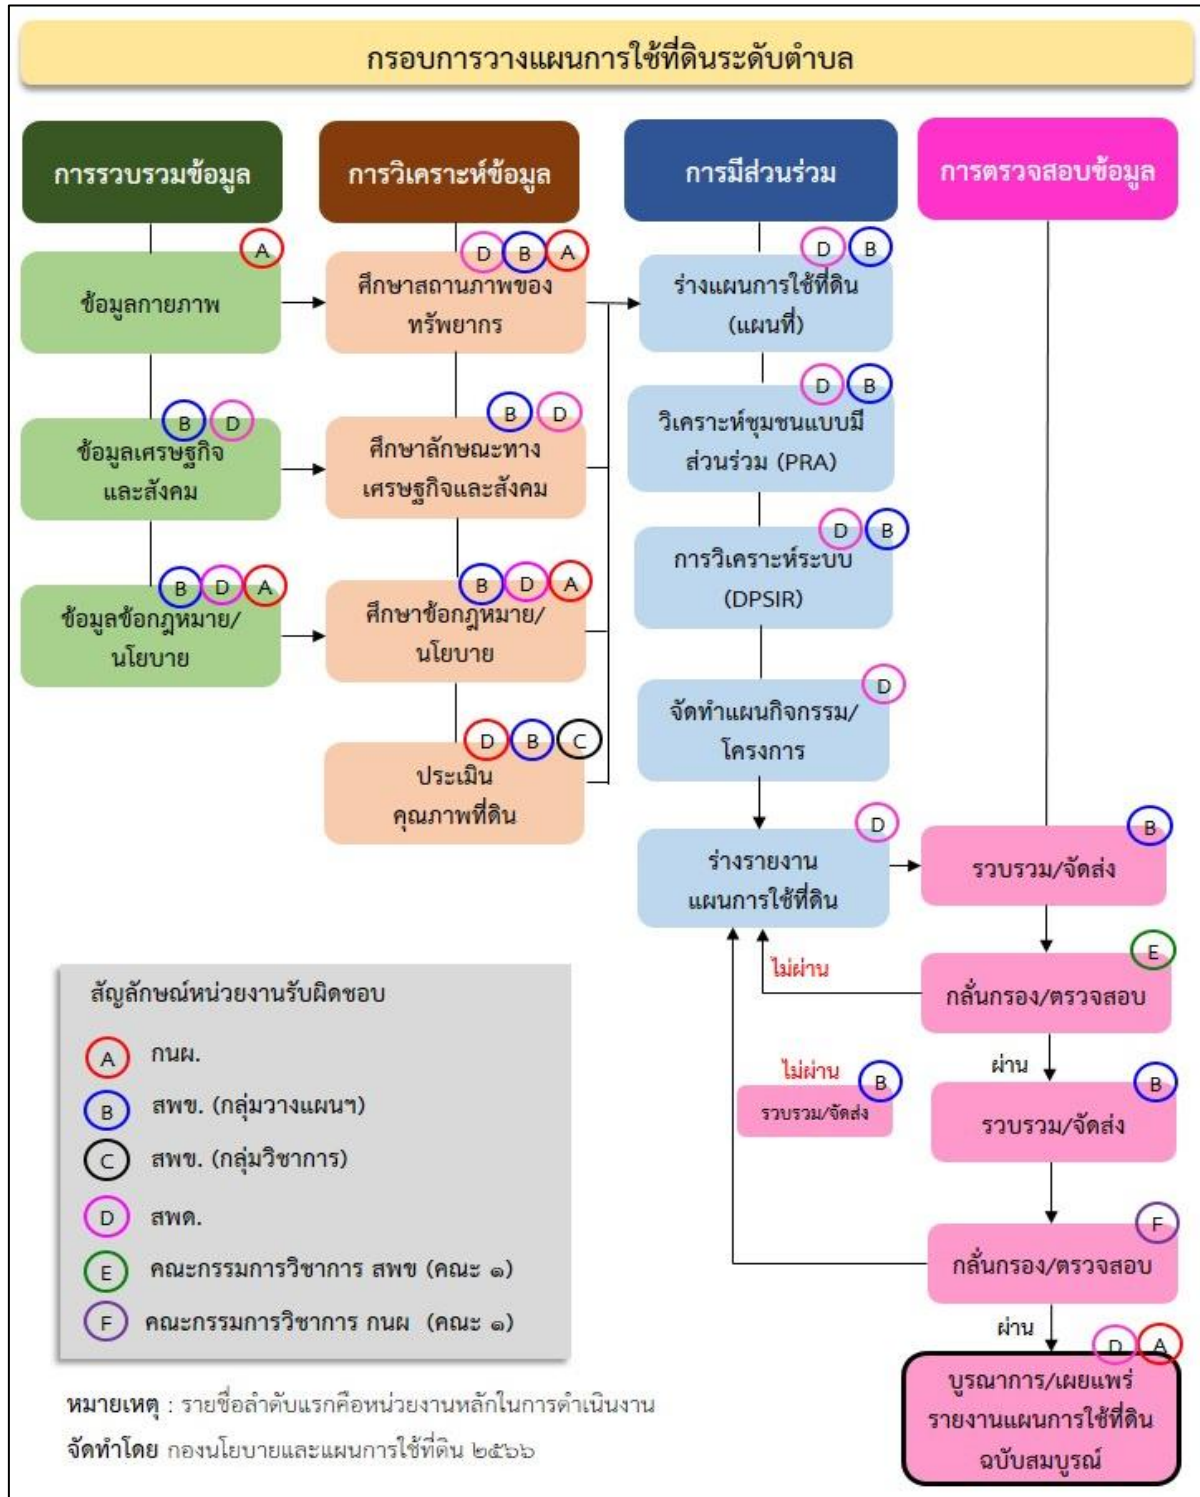 กรอบการวางแผนการใช้ที่ดินระดับตำบล
การรวบรวมข้อมูล
การวิเคราะห์ข้อมูล
การมีส่วนร่วม
การตรวจสอบข้อมูล
A
ข้อมูลกายภาพ
D B A
ศึกษาสถานภาพของ
ทรัพยากร
D B
ร่างแผนการใช้ที่ดิน
(แผนที่)
B D
ข้อมูลเศรษฐกิจ
และสังคม
B D
ศึกษาลักษณะทาง
เศรษฐกิจและสังคม
D B
วิเคราะห์ชุมชนแบบมี
ส่วนร่วม (PRA)
D B
การวิเคราะห์ระบบ
(DPSIR)
B D A
ข้อมูลข้อกฎหมาย/
นโยบาย
B D A
ศึกษาข้อกฎหมาย/
นโยบาย
D
จัดทำแผนกิจกรรม/
โครงการ
D B C
ประเมิน
คุณภาพที่ดิน
D
ร่างรายงาน
แผนการใช้ที่ดิน
B
รวบรวม/จัดส่ง
E
กลั่นกรอง/ตรวจสอบ
ไม่ผ่าน
ผ่าน
B
รวบรวม/จัดส่ง
ไม่ผ่าน
B
รวบรวม/จัดส่ง
F
กลั่นกรอง/ตรวจสอบ
ผ่าน
D A
บูรณาการ/เผยแพร่
รายงานแผนการใช้ที่ดิน
ฉบับสมบูรณ์
สัญลักษณ์หน่วยงานรับผิดชอบ
A กนผ.
B สพข. (กลุ่มวางแผนฯ)
C สพข. (กลุ่มวิชาการ)
D สพด.
E คณะกรรมการวิชาการ สพข (คณะ ๑)
F คณะกรรมการวิชาการ กนผ (คณะ ๑)
หมายเหตุ : รายชื่อลำดับแรกคือหน่วยงานหลักในการดำเนินงาน
จัดทำโดย กองนโยบายและแผนการใช้ที่ดิน ๒๕๖๖